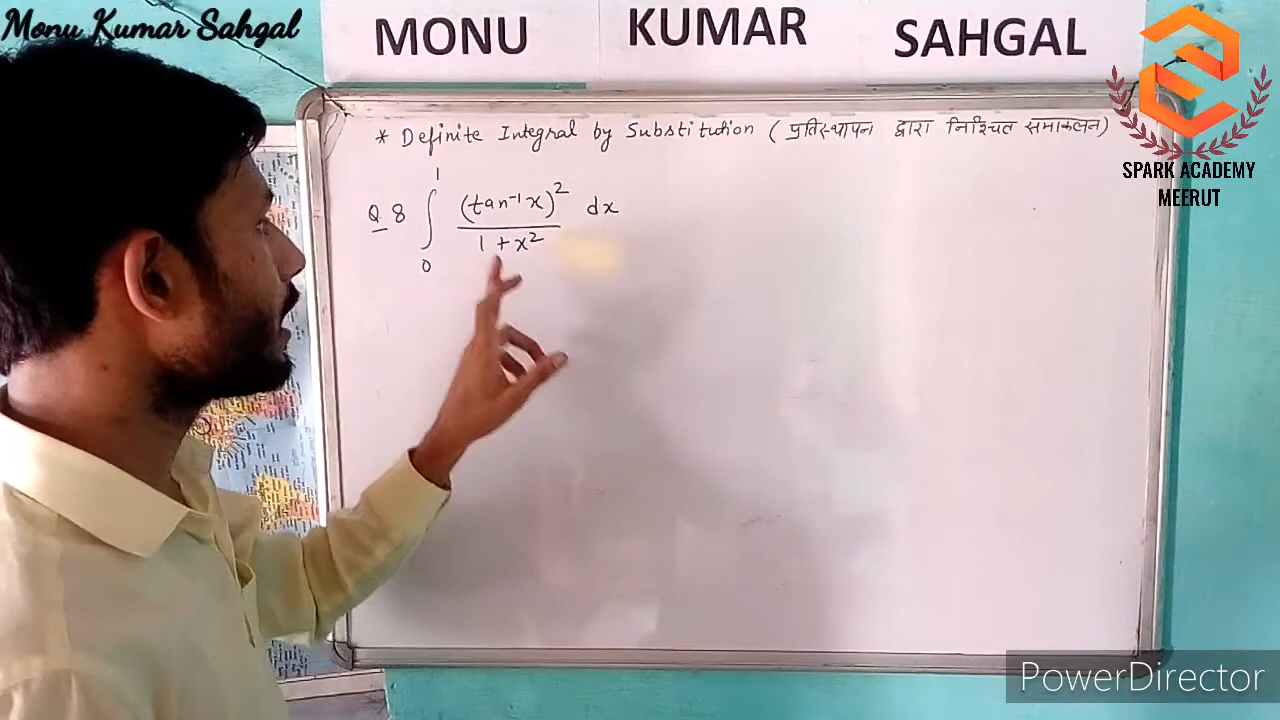 Monu Kumar Sahgal
MONU KUMAR SAHGAL
* Definite Integral by Substitution ( प्रतिस्थापन द्वारा निश्चित समाकलन )
Q. 8 ∫₀¹ (tan⁻¹x)² / 1+x² dx
SPARK ACADEMY
MEERUT
PowerDirector